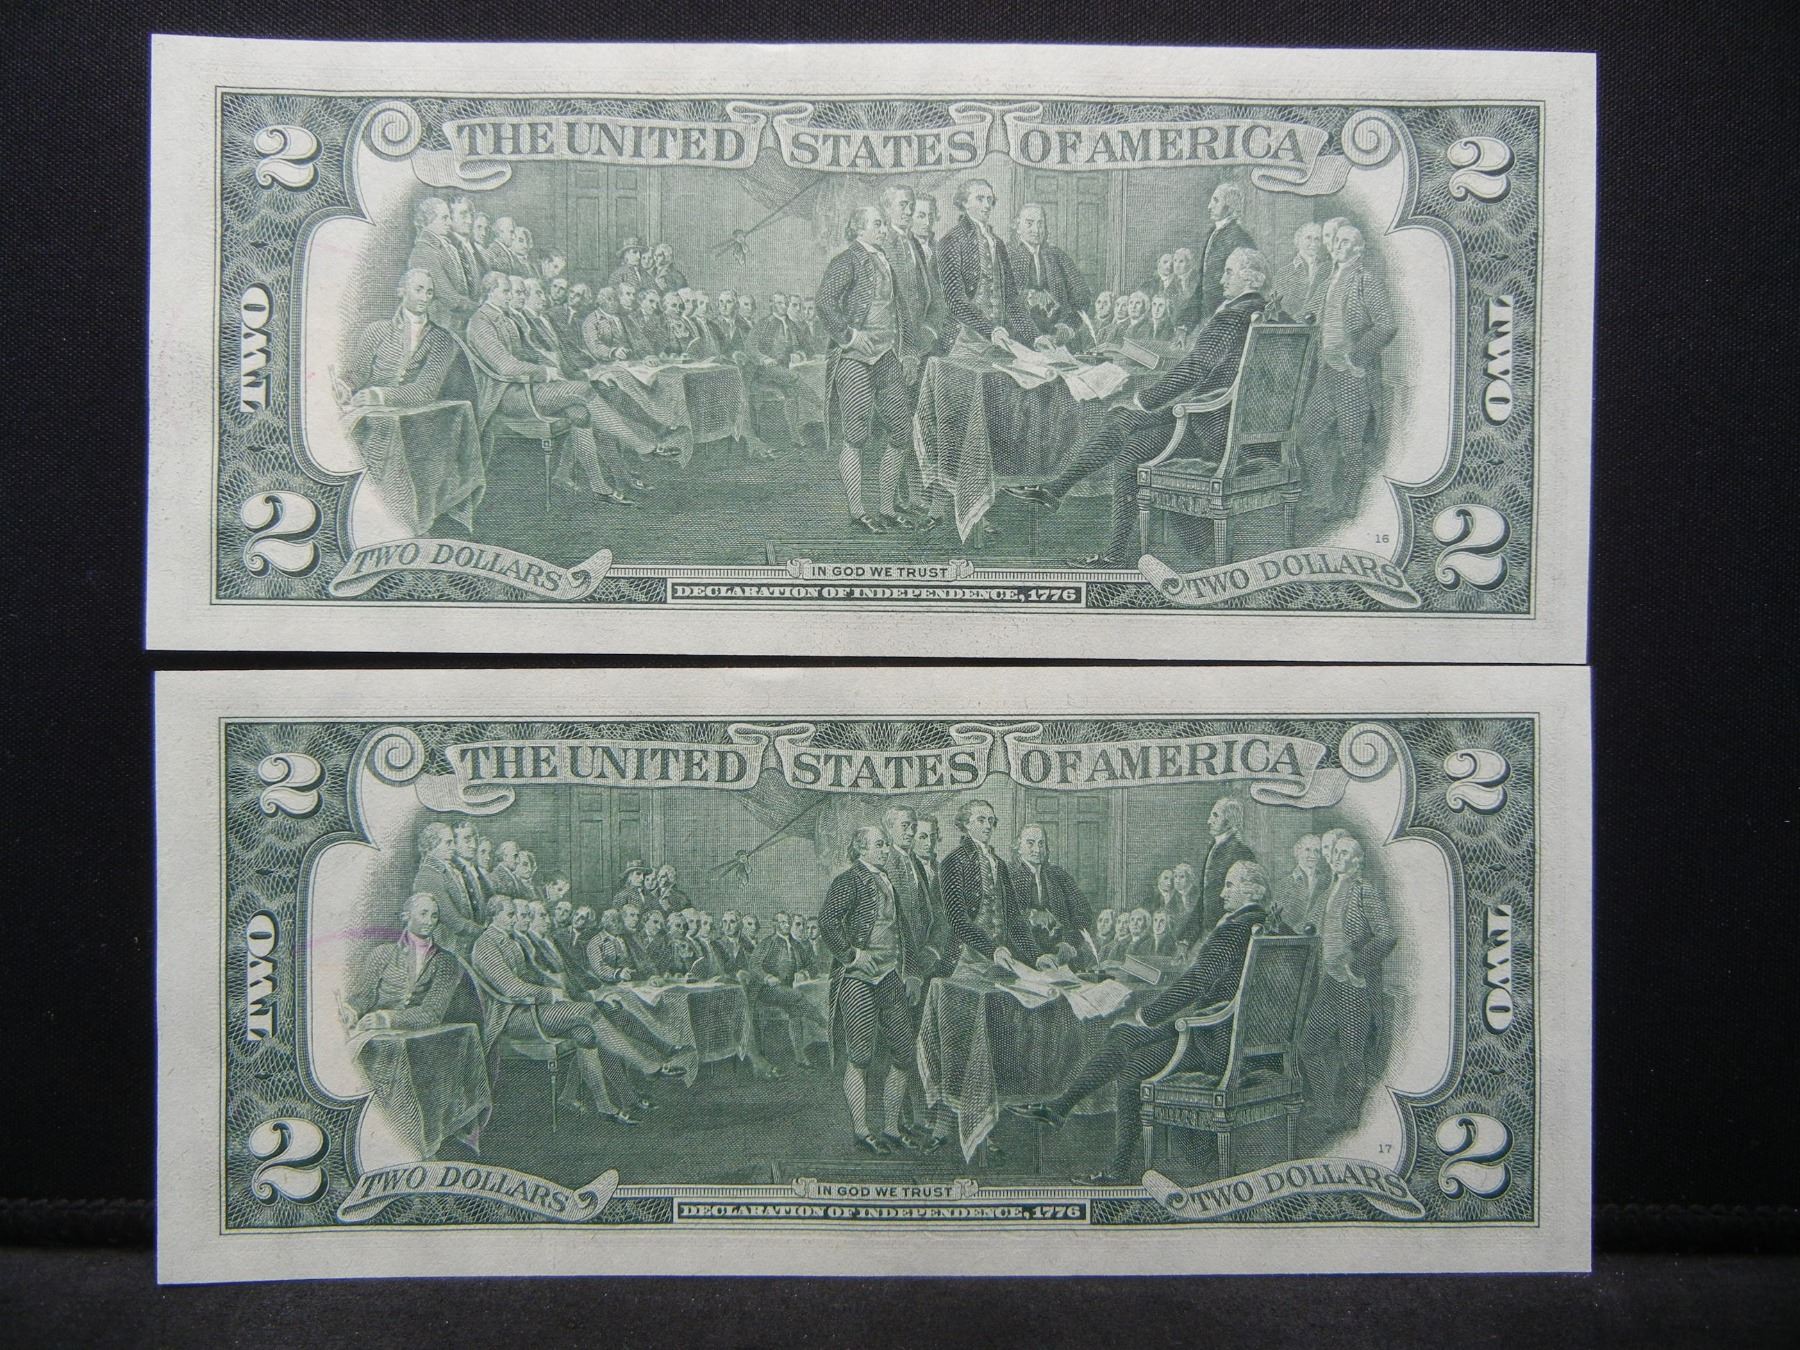 THE UNITED STATES OF AMERICA
2 2
TWO TWO
2 2
16
TWO DOLLARS IN GOD WE TRUST TWO DOLLARS
DECLARATION OF INDEPENDENCE, 1776
THE UNITED STATES OF AMERICA
2 2
TWO TWO
2 2
17
TWO DOLLARS IN GOD WE TRUST TWO DOLLARS
DECLARATION OF INDEPENDENCE, 1776